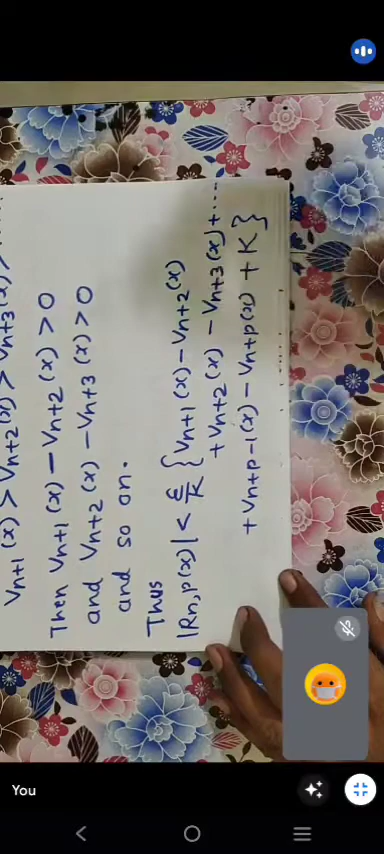 Vn+1(x) > Vn+2(x) > Vn+3(x) > ....
Then Vn+1(x) - Vn+2(x) > 0
and Vn+2(x) - Vn+3(x) > 0
and so on.
Thus
|Rn,p(x)| < ε/K { Vn+1(x) - Vn+2(x)
+ Vn+2(x) - Vn+3(x) + ...
+ Vn+p-1(x) - Vn+p(x) + K }
You